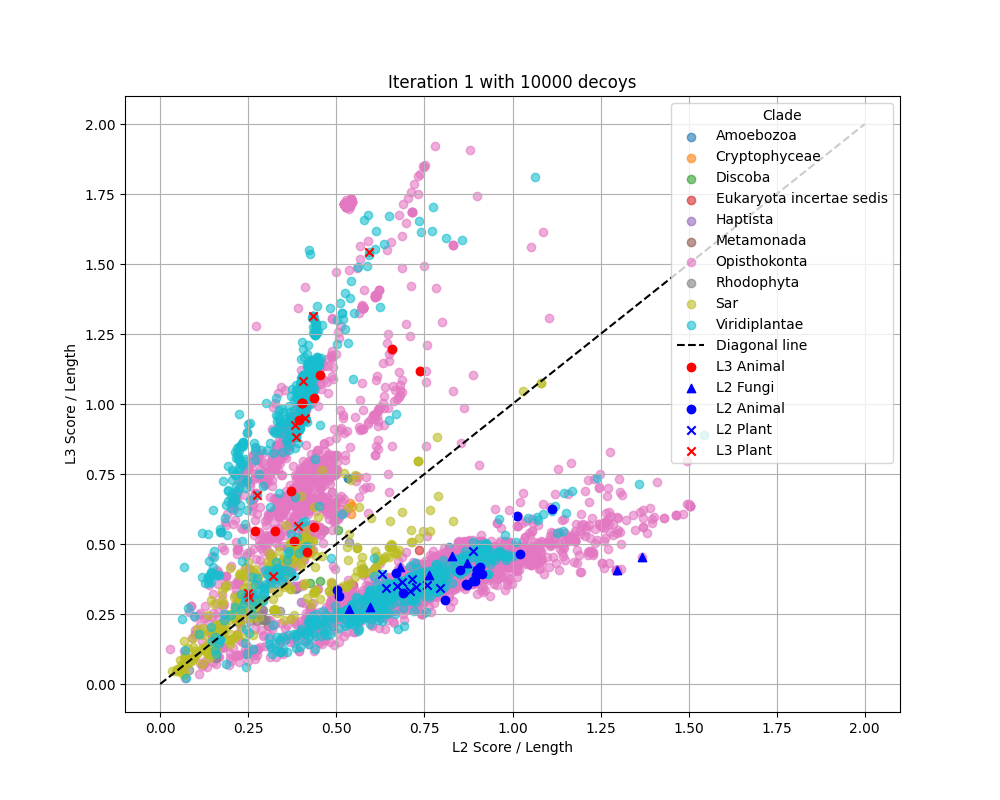 Iteration 1 with 10000 decoys
L3 Score / Length
2.00
1.75
1.50
1.25
1.00
0.75
0.50
0.25
0.00
0.00 0.25 0.50 0.75 1.00 1.25 1.50 1.75 2.00
L2 Score / Length
Clade
Amoebozoa
Cryptophyceae
Discoba
Eukaryota incertae sedis
Haptista
Metamonada
Opisthokonta
Rhodophyta
Sar
Viridiplantae
Diagonal line
L3 Animal
L2 Fungi
L2 Animal
L2 Plant
L3 Plant